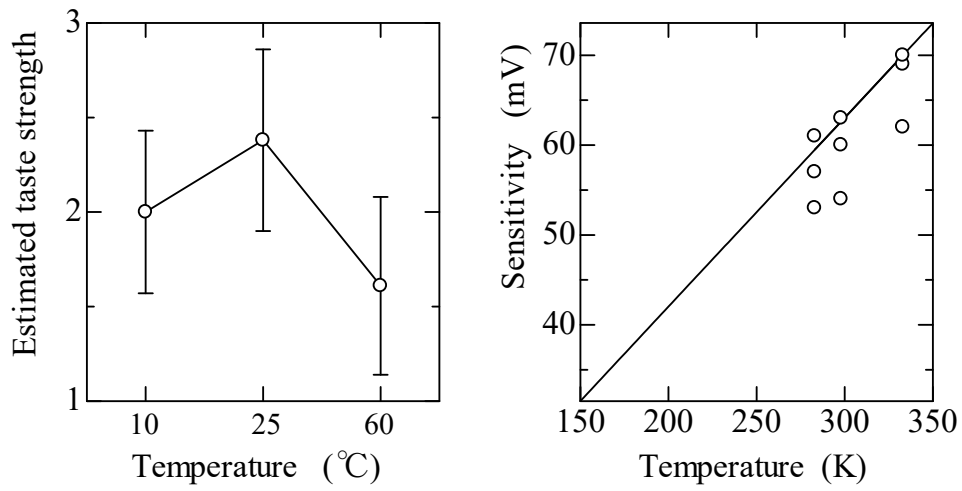 Estimated taste strength
3
2
1
10 25 60
Temperature (℃)
Sensitivity (mV)
70
60
50
40
150 200 250 300 350
Temperature (K)